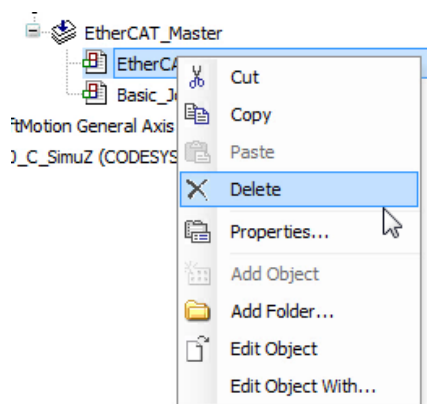 EtherCAT_Master
EtherCA
Cut
Basic_J
Copy
tMotion General Axis
Paste
_C_SimuZ (CODESYS
Delete
Properties...
Add Object
Add Folder...
Edit Object
Edit Object With...